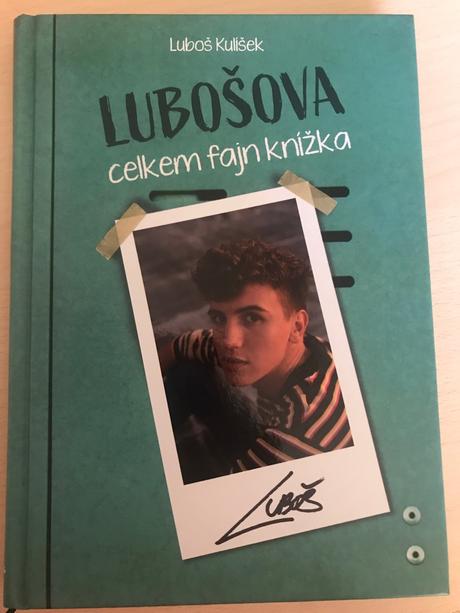 Luboš Kulíšek
LUBOŠOVA
celkem fajn knížka
LUBOŠ